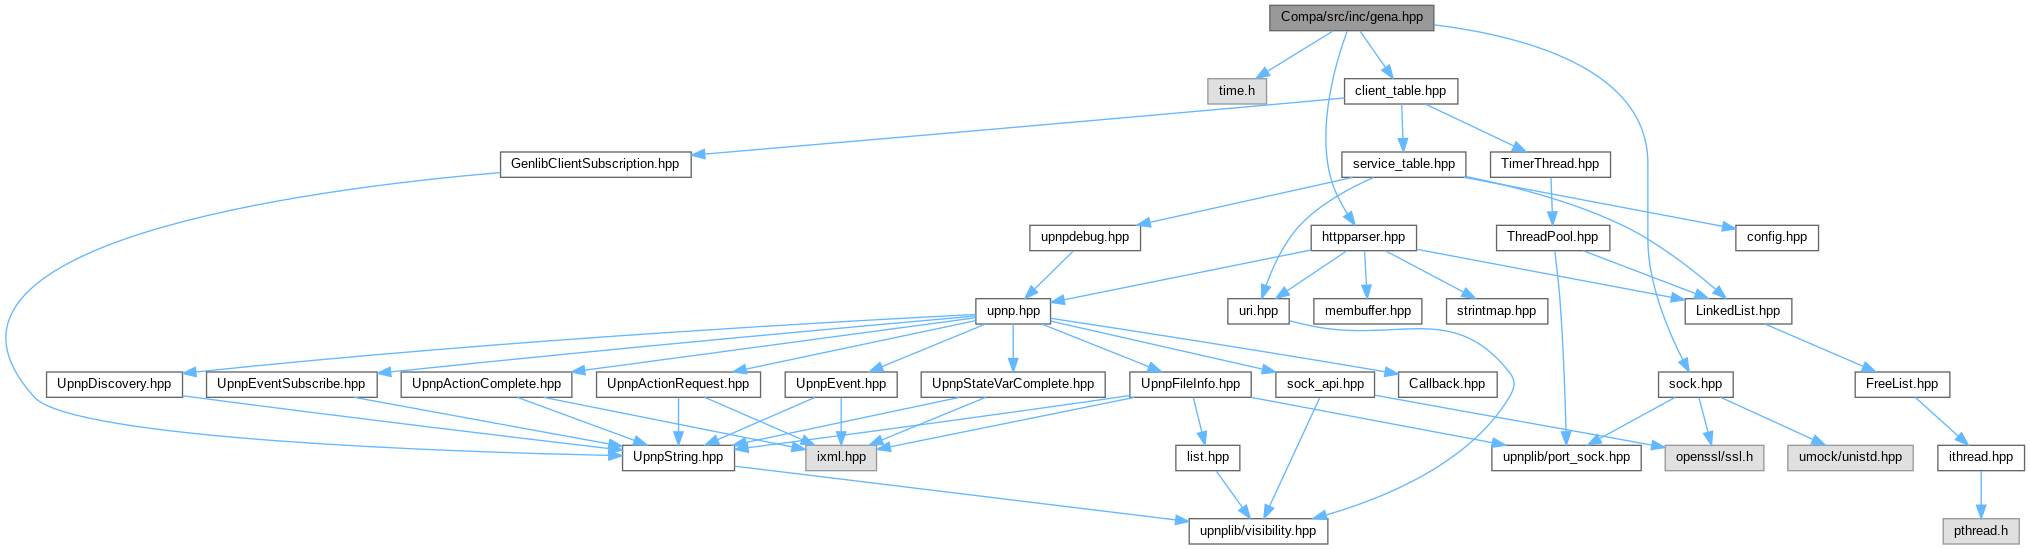 Compa/src/inc/gena.hpp
time.h
client_table.hpp
GenlibClientSubscription.hpp
service_table.hpp
TimerThread.hpp
upnpdebug.hpp
httpparser.hpp
ThreadPool.hpp
config.hpp
upnp.hpp
uri.hpp
membuffer.hpp
strintmap.hpp
LinkedList.hpp
UpnpDiscovery.hpp
UpnpEventSubscribe.hpp
UpnpActionComplete.hpp
UpnpActionRequest.hpp
UpnpEvent.hpp
UpnpStateVarComplete.hpp
UpnpFileInfo.hpp
sock_api.hpp
Callback.hpp
sock.hpp
FreeList.hpp
UpnpString.hpp
ixml.hpp
list.hpp
upnplib/port_sock.hpp
openssl/ssl.h
umock/unistd.hpp
ithread.hpp
upnplib/visibility.hpp
pthread.h